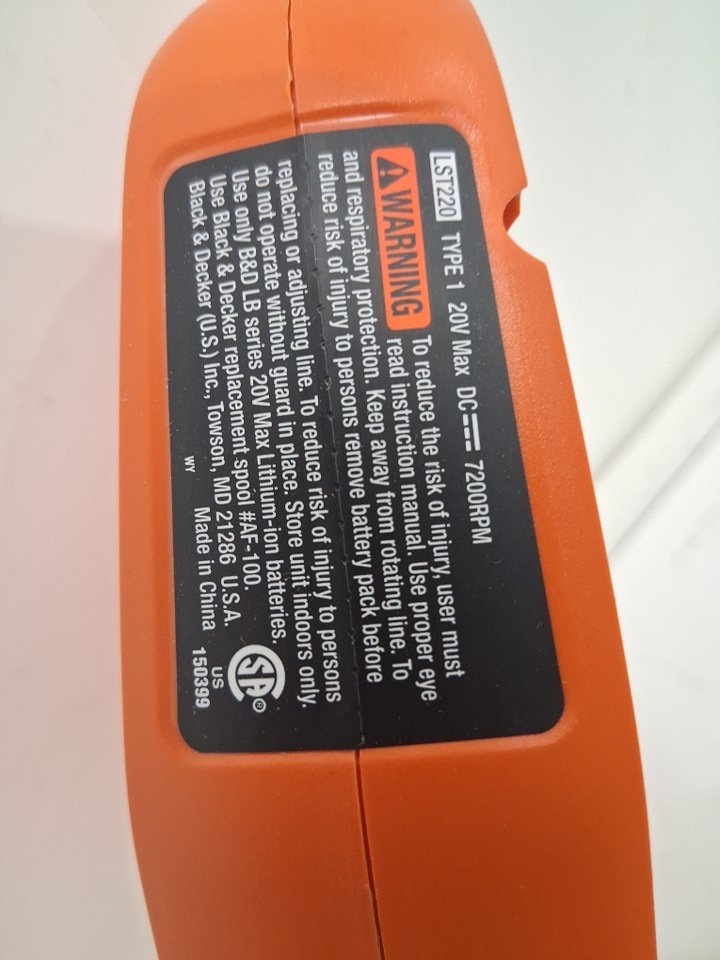 LST220 TYPE 1 20V Max DC 7200RPM
⚠WARNING To reduce the risk of injury, user must
read instruction manual. Use proper eye
and respiratory protection. Keep away from rotating line. To
reduce risk of injury to persons remove battery pack before
replacing or adjusting line. To reduce risk of injury to persons
do not operate without guard in place. Store unit indoors only.
Use only B&D LB series 20V Max Lithium-Ion batteries.
Use Black & Decker replacement spool #AF-100.
Black & Decker (U.S.) Inc., Towson, MD 21286 U.S.A.
WY Made in China
SA®
US
150399